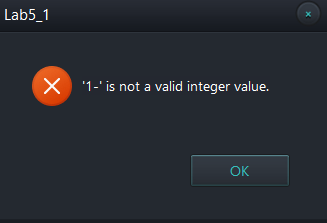 Lab5_1
'1-' is not a valid integer value.
OK